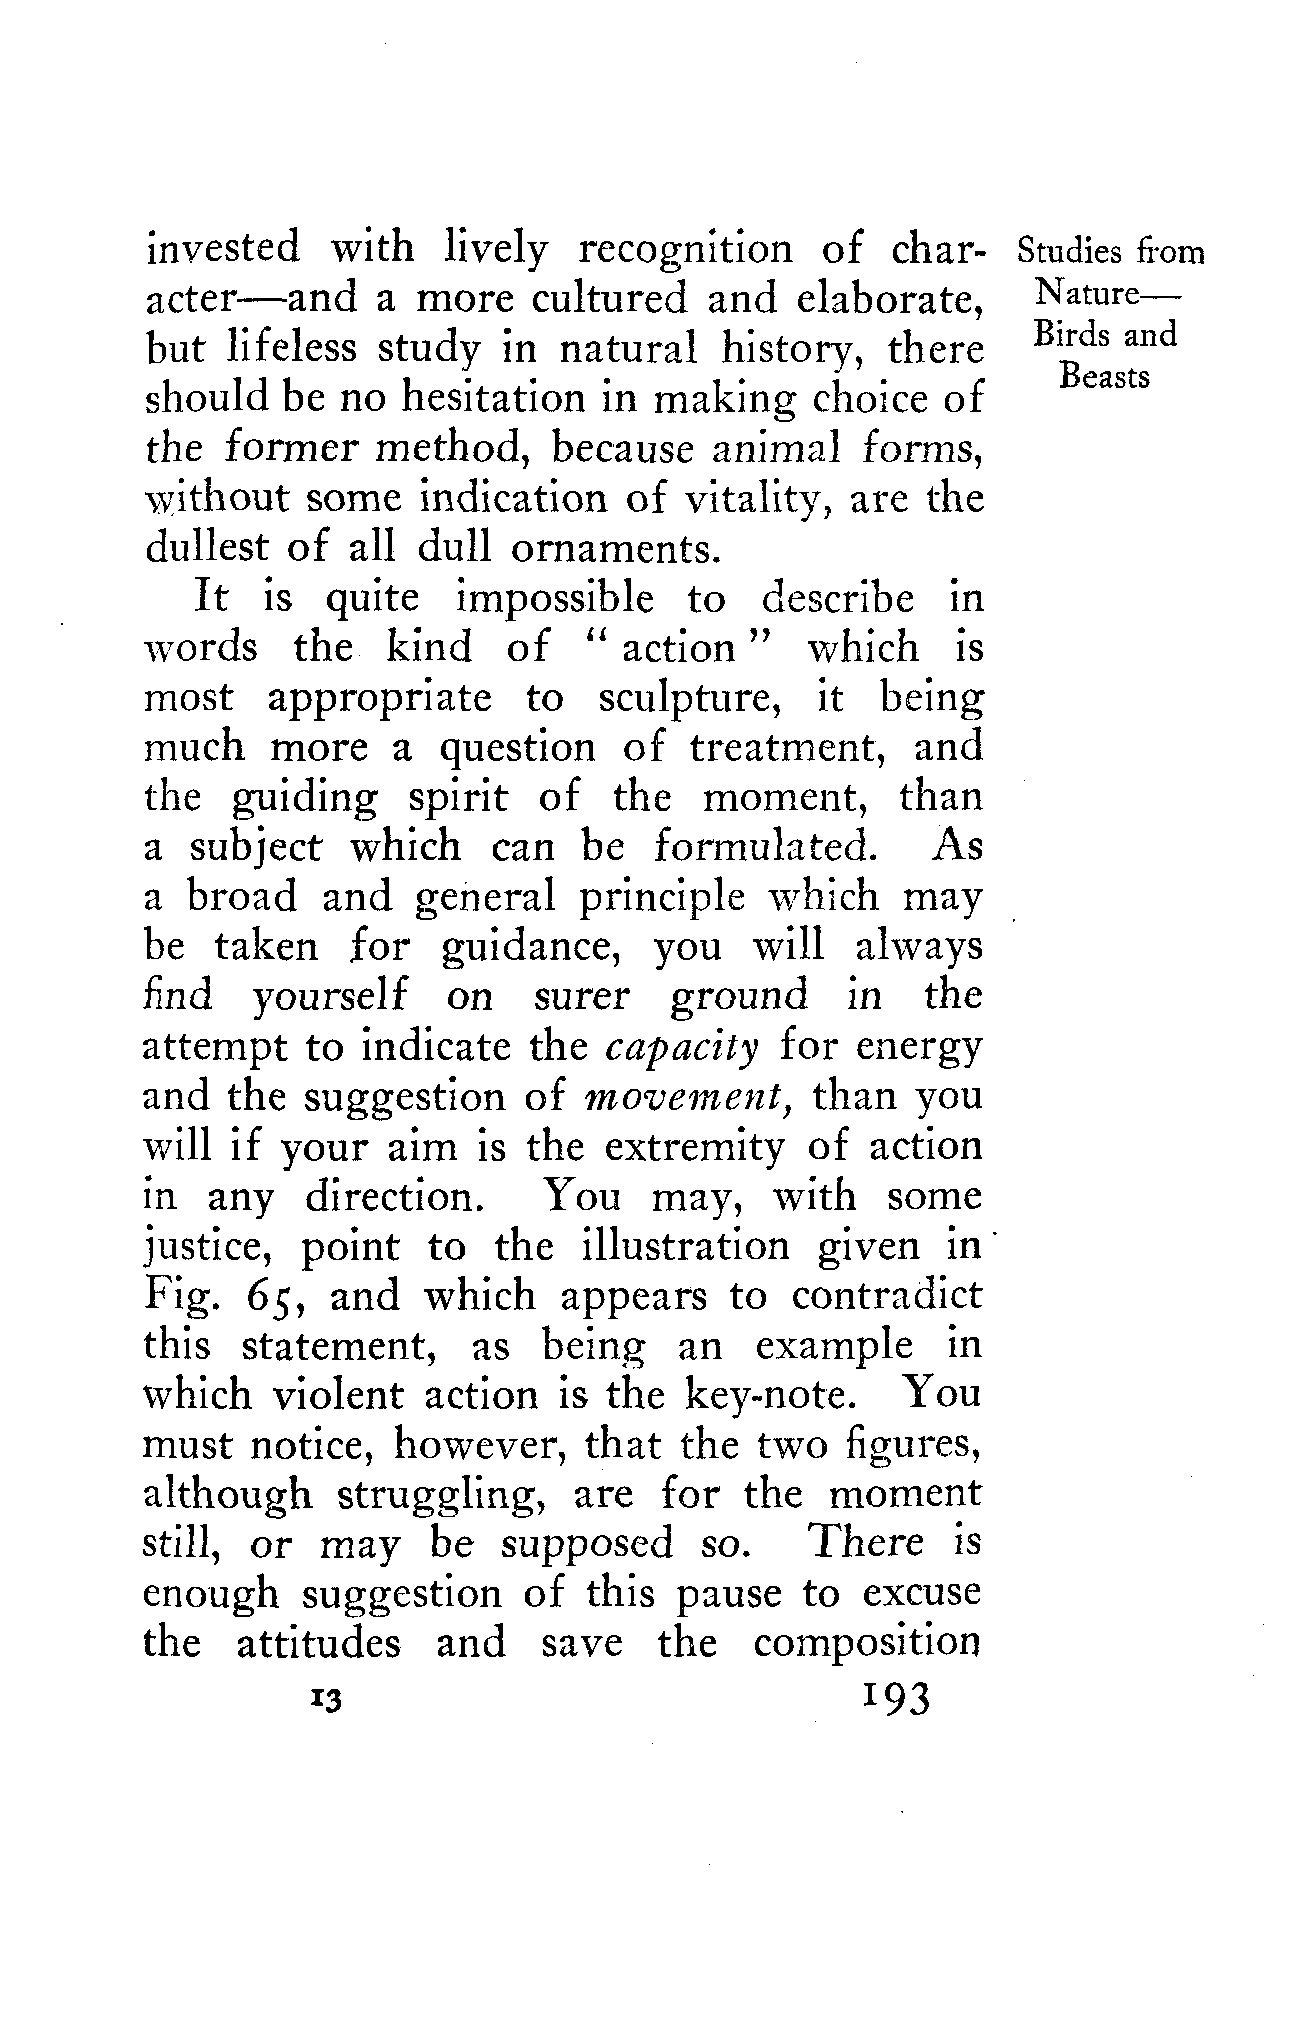 invested with lively recognition of char-
acter—and a more cultured and elaborate,
but lifeless study in natural history, there
should be no hesitation in making choice of
the former method, because animal forms,
without some indication of vitality, are the
dullest of all dull ornaments.
It is quite impossible to describe in
words the kind of “ action ” which is
most appropriate to sculpture, it being
much more a question of treatment, and
the guiding spirit of the moment, than
a subject which can be formulated. As
a broad and general principle which may
be taken for guidance, you will always
find yourself on surer ground in the
attempt to indicate the capacity for energy
and the suggestion of movement, than you
will if your aim is the extremity of action
in any direction. You may, with some
justice, point to the illustration given in
Fig. 65, and which appears to contradict
this statement, as being an example in
which violent action is the key-note. You
must notice, however, that the two figures,
although struggling, are for the moment
still, or may be supposed so. There is
enough suggestion of this pause to excuse
the attitudes and save the composition
Studies from
Nature—
Birds and
Beasts
13 193